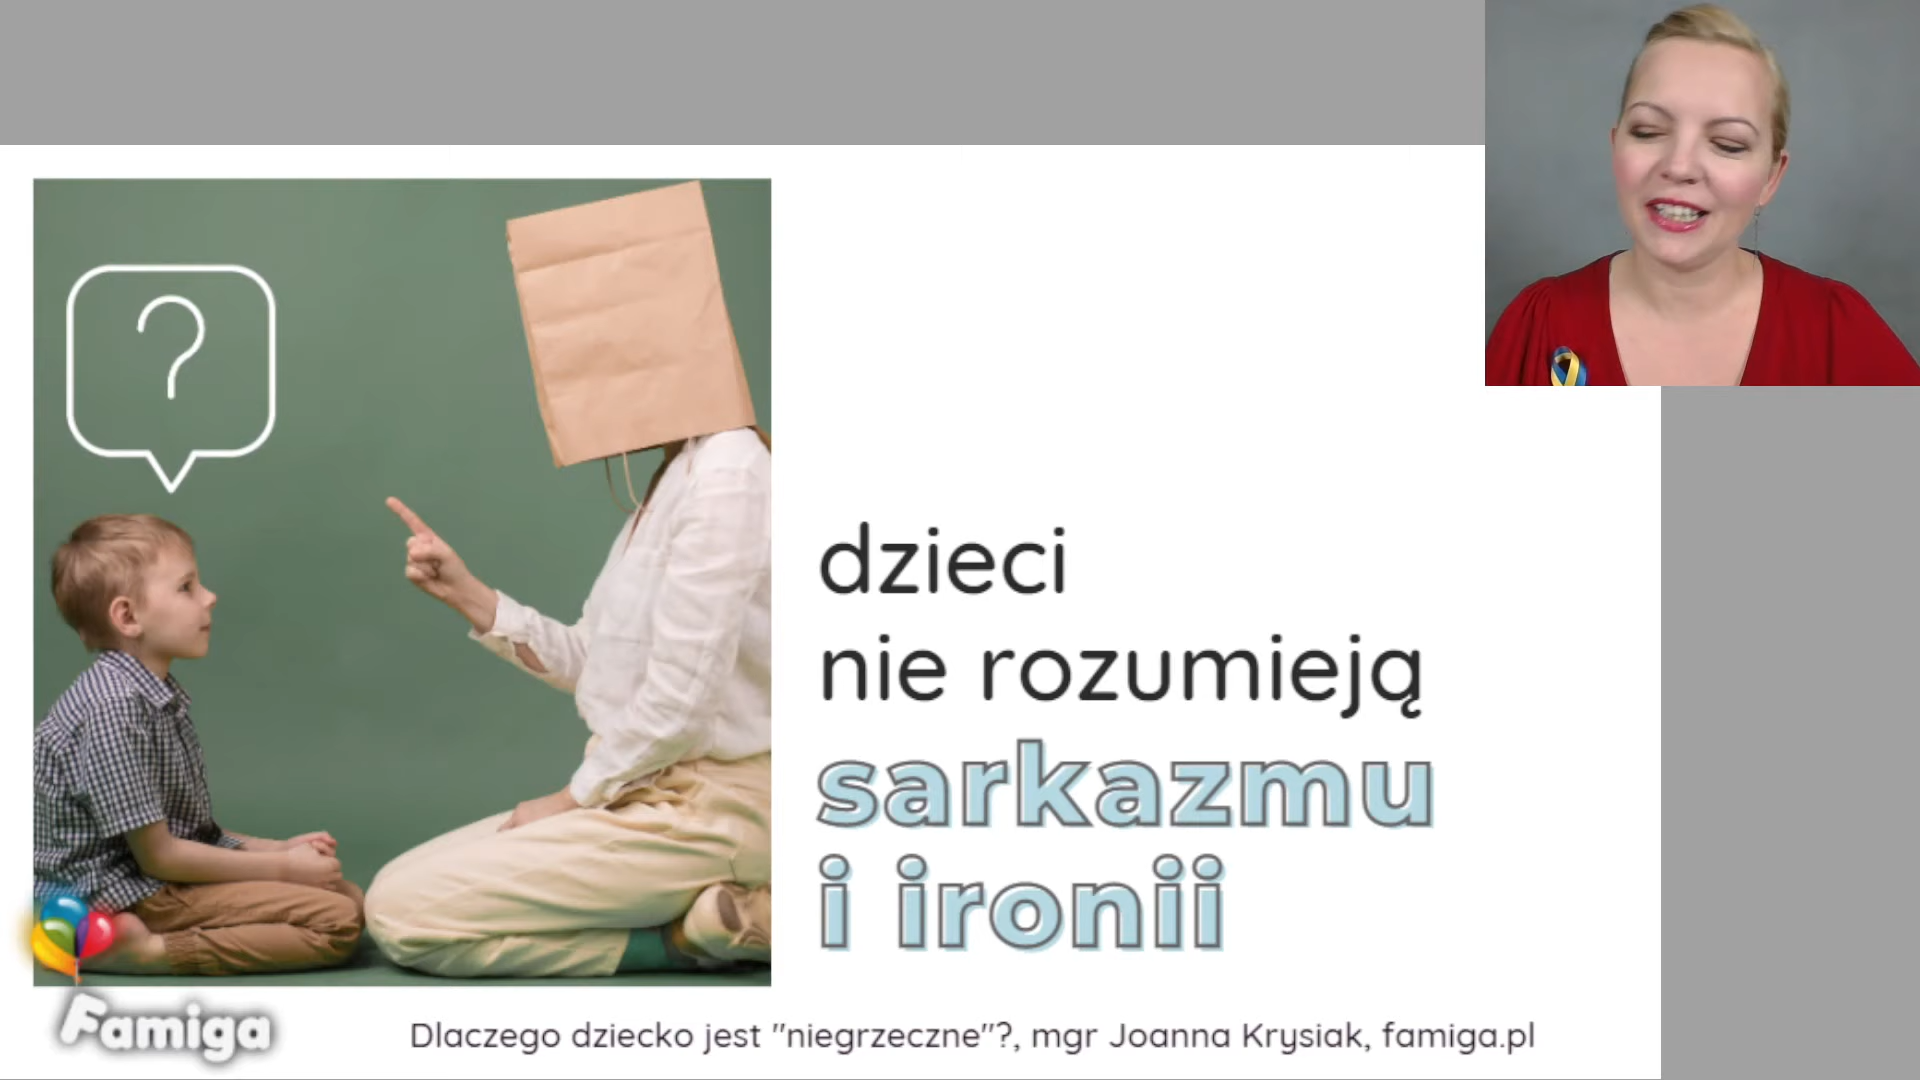 ?
dzieci
nie rozumieją
sarkazmu
i ironii
Famiga
Dlaczego dziecko jest "niegrzeczne"?, mgr Joanna Krysiak, famiga.pl